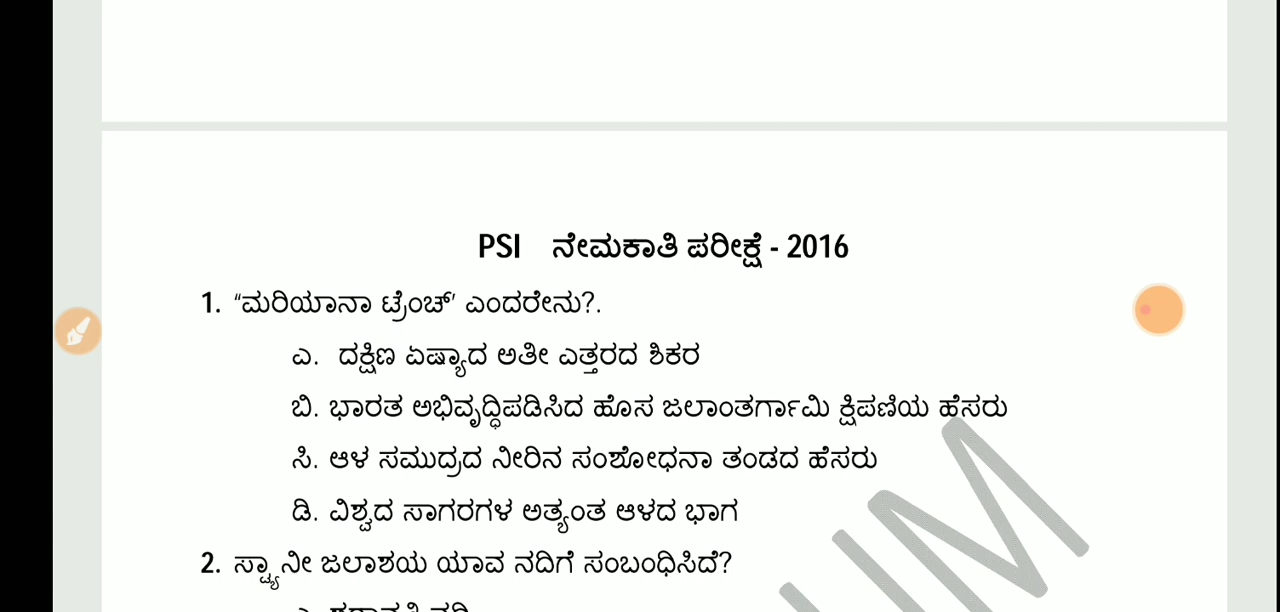 PSI ನೇಮಕಾತಿ ಪರೀಕ್ಷೆ - 2016
1. “ಮರಿಯಾನಾ ಟ್ರೆಂಚ್’ ಎಂದರೇನು?.
ಎ. ದಕ್ಷಿಣ ಏಷ್ಯಾದ ಅತೀ ಎತ್ತರದ ಶಿಕರ
ಬಿ. ಭಾರತ ಅಭಿವೃದ್ಧಿಪಡಿಸಿದ ಹೊಸ ಜಲಾಂತರ್ಗಾಮಿ ಕ್ಷಿಪಣಿಯ ಹೆಸರು
ಸಿ. ಆಳ ಸಮುದ್ರದ ನೀರಿನ ಸಂಶೋಧನಾ ತಂಡದ ಹೆಸರು
ಡಿ. ವಿಶ್ವದ ಸಾಗರಗಳ ಅತ್ಯಂತ ಆಳದ ಭಾಗ
2. ಸ್ಟ್ಯಾನೀ ಜಲಾಶಯ ಯಾವ ನದಿಗೆ ಸಂಬಂಧಿಸಿದೆ?